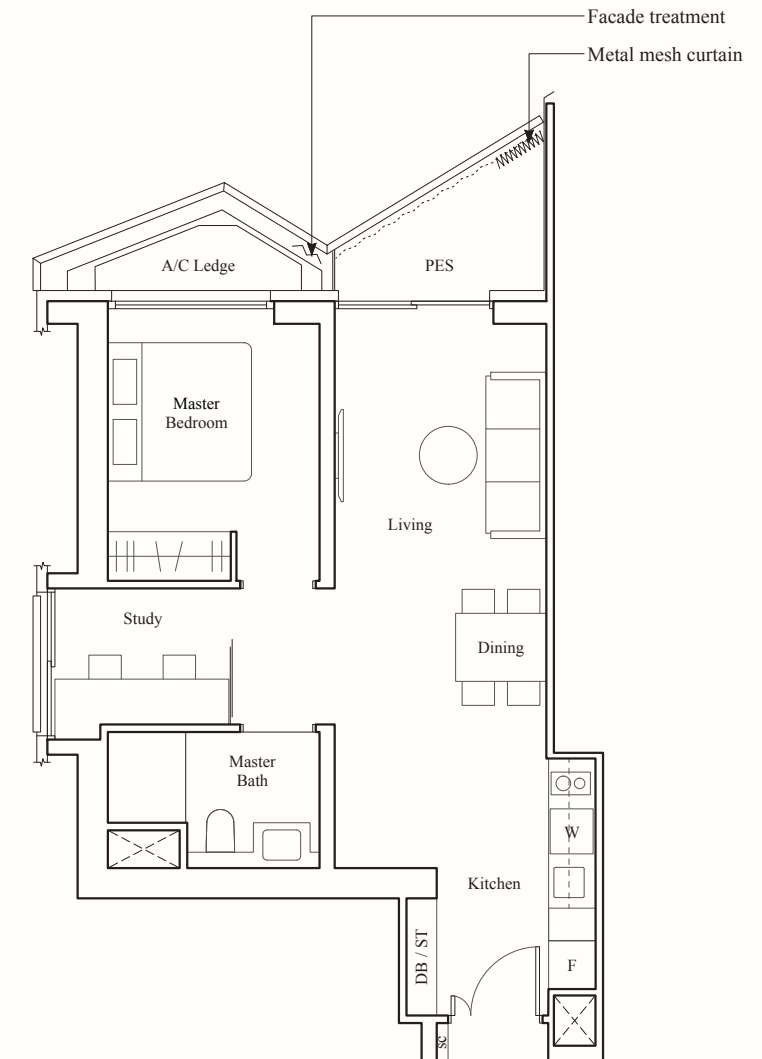 Facade treatment
Metal mesh curtain
A/C Ledge
PES
Master
Bedroom
Living
Study
Dining
Master
Bath
W
Kitchen
DB / ST
F
SC